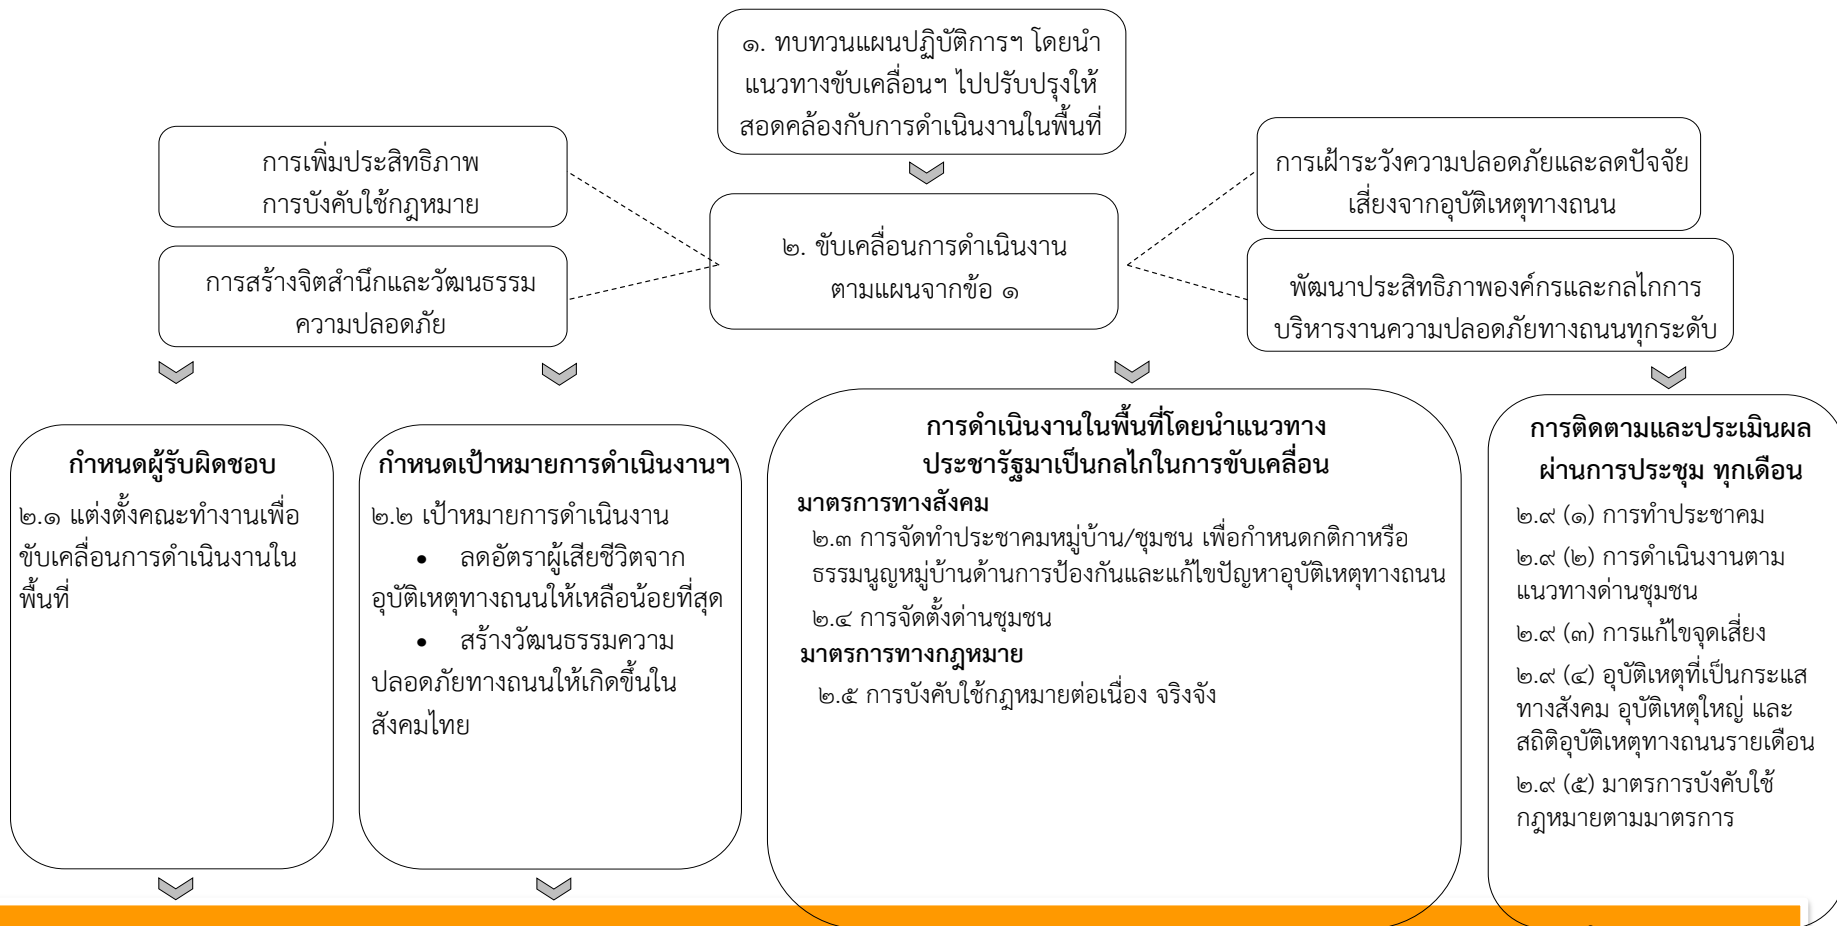 ๑. ทบทวนแผนปฏิบัติการฯ โดยนำ
แนวทางขับเคลื่อนฯ ไปปรับปรุงให้
สอดคล้องกับการดำเนินงานในพื้นที่
การเพิ่มประสิทธิภาพ
การบังคับใช้กฎหมาย
การเฝ้าระวังความปลอดภัยและลดปัจจัย
เสี่ยงจากอุบัติเหตุทางถนน
๒. ขับเคลื่อนการดำเนินงาน
ตามแผนจากข้อ ๑
การสร้างจิตสำนึกและวัฒนธรรม
ความปลอดภัย
พัฒนาประสิทธิภาพองค์กรและกลไกการ
บริหารงานความปลอดภัยทางถนนทุกระดับ
กำหนดผู้รับผิดชอบ
๒.๑ แต่งตั้งคณะทำงานเพื่อ
ขับเคลื่อนการดำเนินงานใน
พื้นที่
กำหนดเป้าหมายการดำเนินงานฯ
๒.๒ เป้าหมายการดำเนินงาน
• ลดอัตราผู้เสียชีวิตจาก
อุบัติเหตุทางถนนให้เหลือน้อยที่สุด
• สร้างวัฒนธรรมความ
ปลอดภัยทางถนนให้เกิดขึ้นใน
สังคมไทย
การดำเนินงานในพื้นที่โดยนำแนวทาง
ประชารัฐมาเป็นกลไกในการขับเคลื่อน
มาตรการทางสังคม
๒.๓ การจัดทำประชาคมหมู่บ้าน/ชุมชน เพื่อกำหนดกติกาหรือ
ธรรมนูญหมู่บ้านด้านการป้องกันและแก้ไขปัญหาอุบัติเหตุทางถนน
๒.๔ การจัดตั้งด่านชุมชน
มาตรการทางกฎหมาย
๒.๕ การบังคับใช้กฎหมายต่อเนื่อง จริงจัง
การติดตามและประเมินผล
ผ่านการประชุม ทุกเดือน
๒.๙ (๑) การทำประชาคม
๒.๙ (๒) การดำเนินงานตาม
แนวทางด่านชุมชน
๒.๙ (๓) การแก้ไขจุดเสี่ยง
๒.๙ (๔) อุบัติเหตุที่เป็นกระแส
ทางสังคม อุบัติเหตุใหญ่ และ
สถิติอุบัติเหตุทางถนนรายเดือน
๒.๙ (๕) มาตรการบังคับใช้
กฎหมายตามมาตรการ